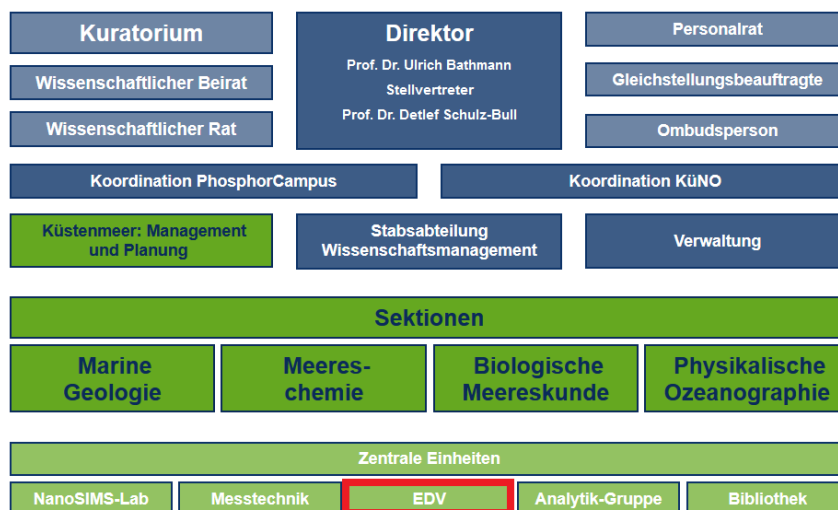 Kuratorium
Wissenschaftlicher Beirat
Wissenschaftlicher Rat
Direktor
Prof. Dr. Ulrich Bathmann
Stellvertreter
Prof. Dr. Detlef Schulz-Bull
Personalrat
Gleichstellungsbeauftragte
Ombudsperson
Koordination PhosphorCampus
Koordination KüNO
Küstenmeer: Management
und Planung
Stabsabteilung
Wissenschaftsmanagement
Verwaltung
Sektionen
Marine
Geologie
Meeres-
chemie
Biologische
Meereskunde
Physikalische
Ozeanographie
Zentrale Einheiten
NanoSIMS-Lab
Messtechnik
EDV
Analytik-Gruppe
Bibliothek